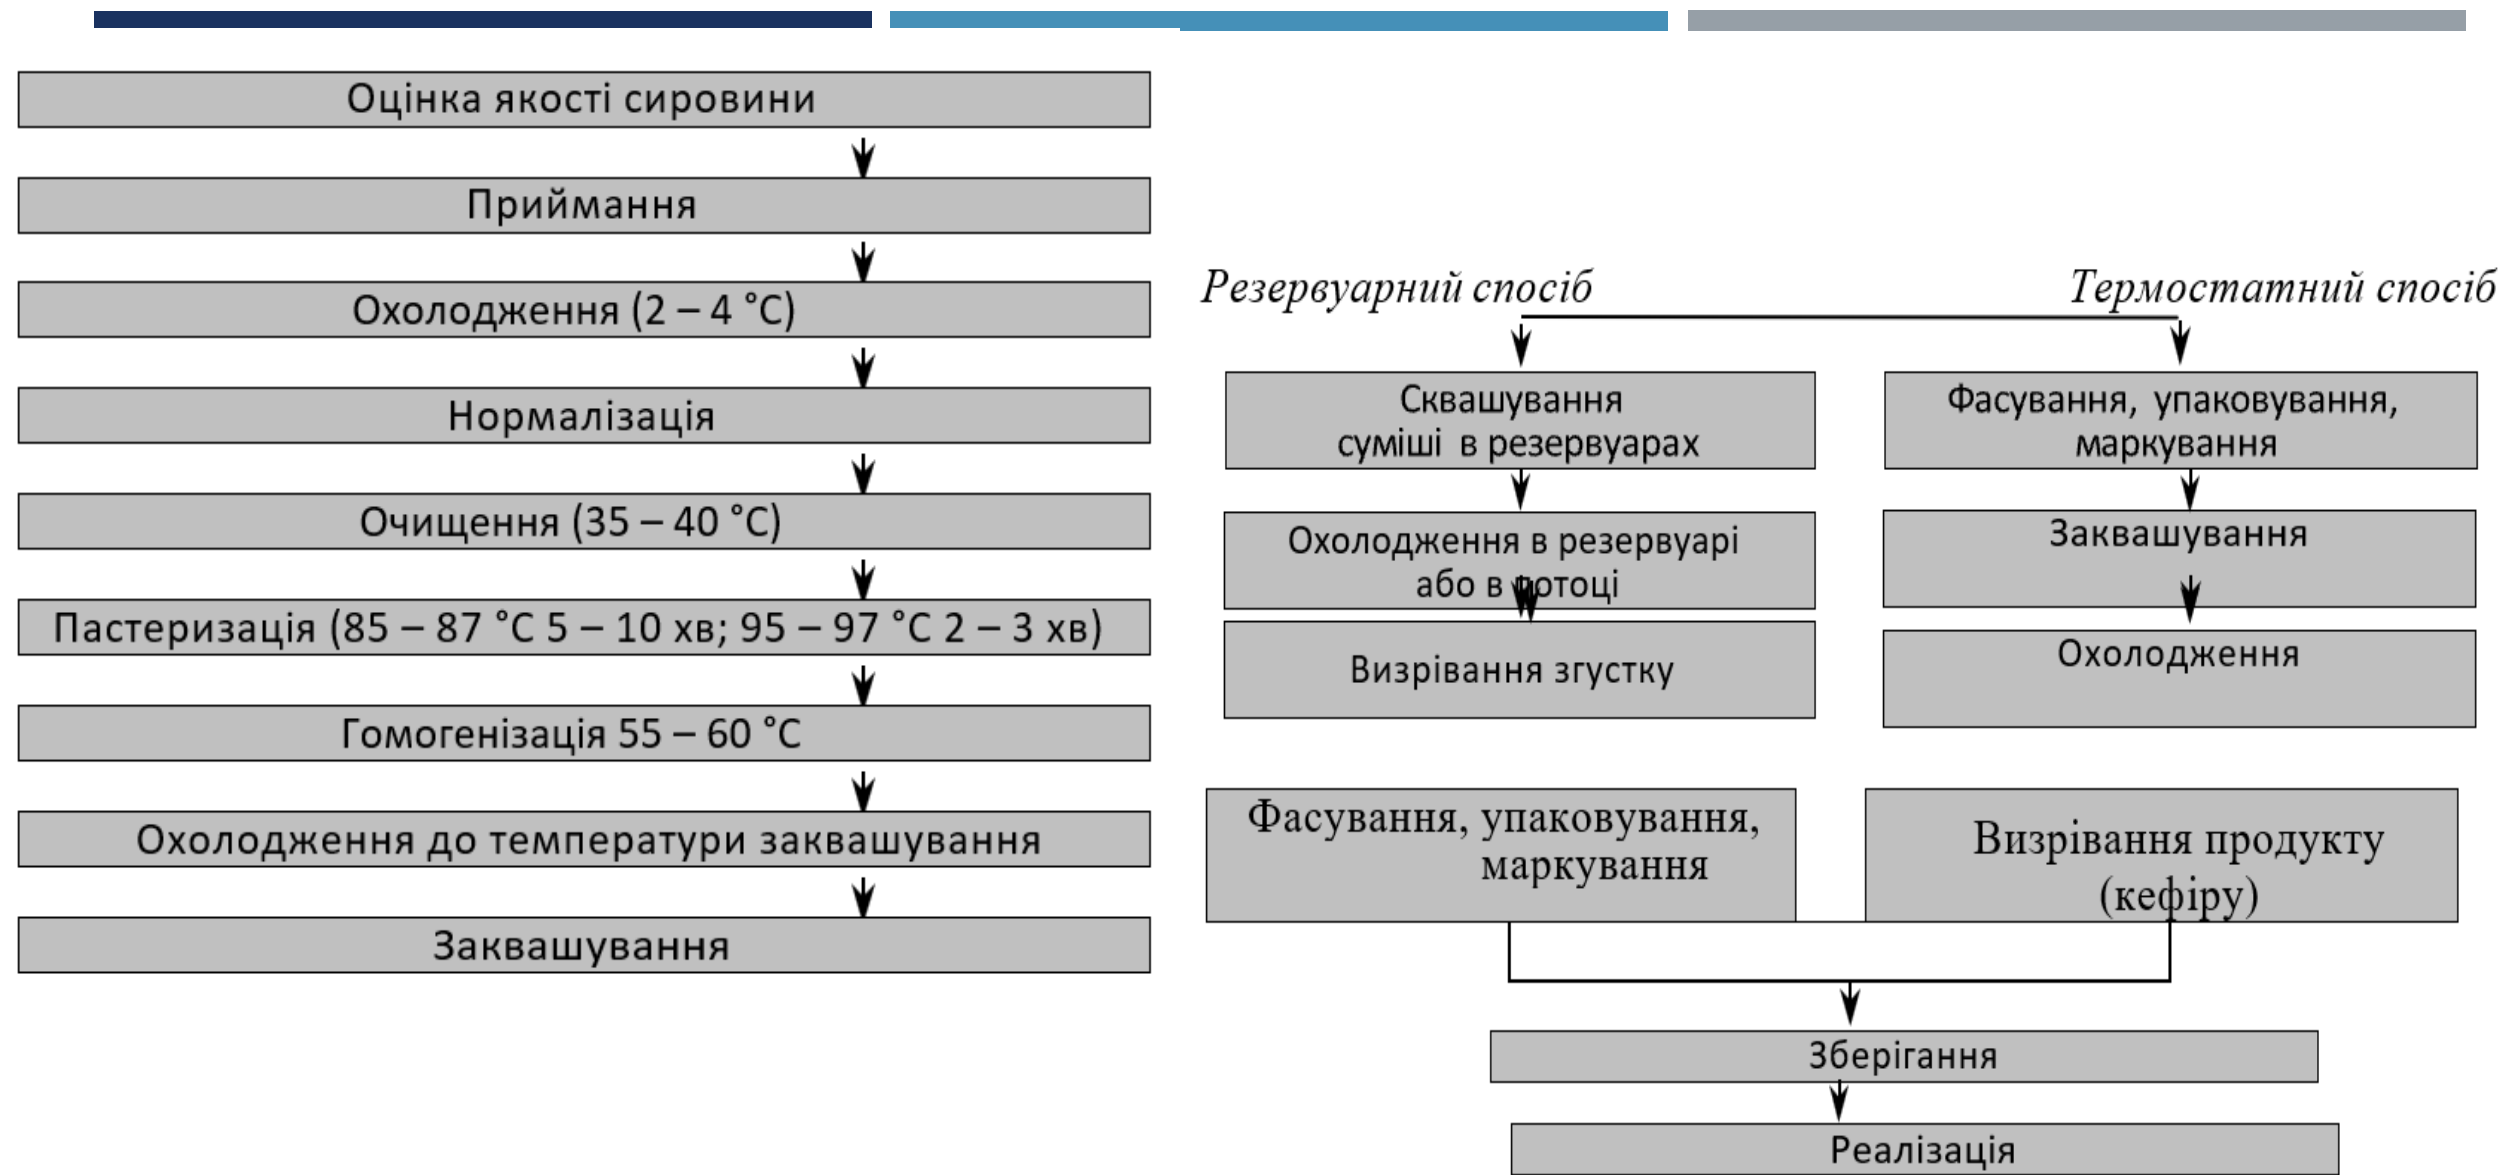 Оцінка якості сировини
Приймання
Охолодження (2 – 4 °С)
Нормалізація
Очищення (35 – 40 °С)
Пастеризація (85 – 87 °С 5 – 10 хв; 95 – 97 °С 2 – 3 хв)
Гомогенізація 55 – 60 °С
Охолодження до температури заквашування
Заквашування
Резервуарний спосіб
Сквашування
суміші в резервуарах
Охолодження в резервуарі
або в потоці
Визрівання згустку
Фасування, упаковування,
маркування
Термостатний спосіб
Фасування, упаковування,
маркування
Заквашування
Охолодження
Визрівання продукту
(кефіру)
Зберігання
Реалізація